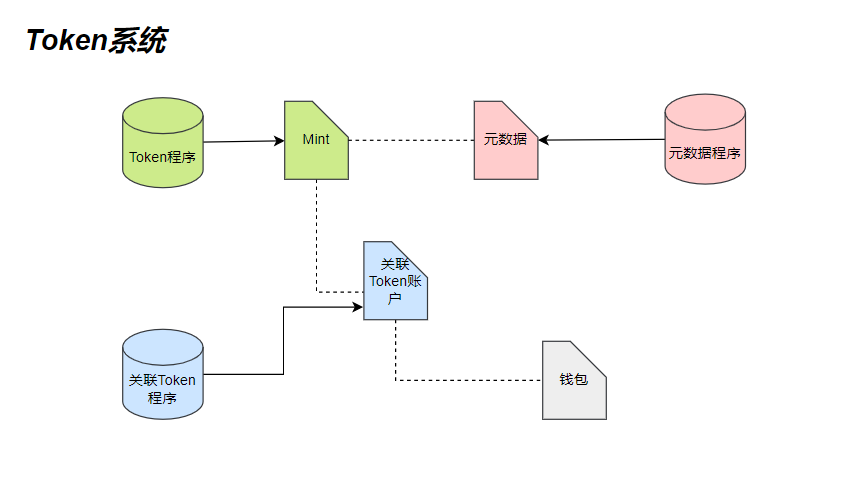 Token系统
Token程序
Mint
元数据
元数据程序
关联
Token账
户
关联Token
程序
钱包